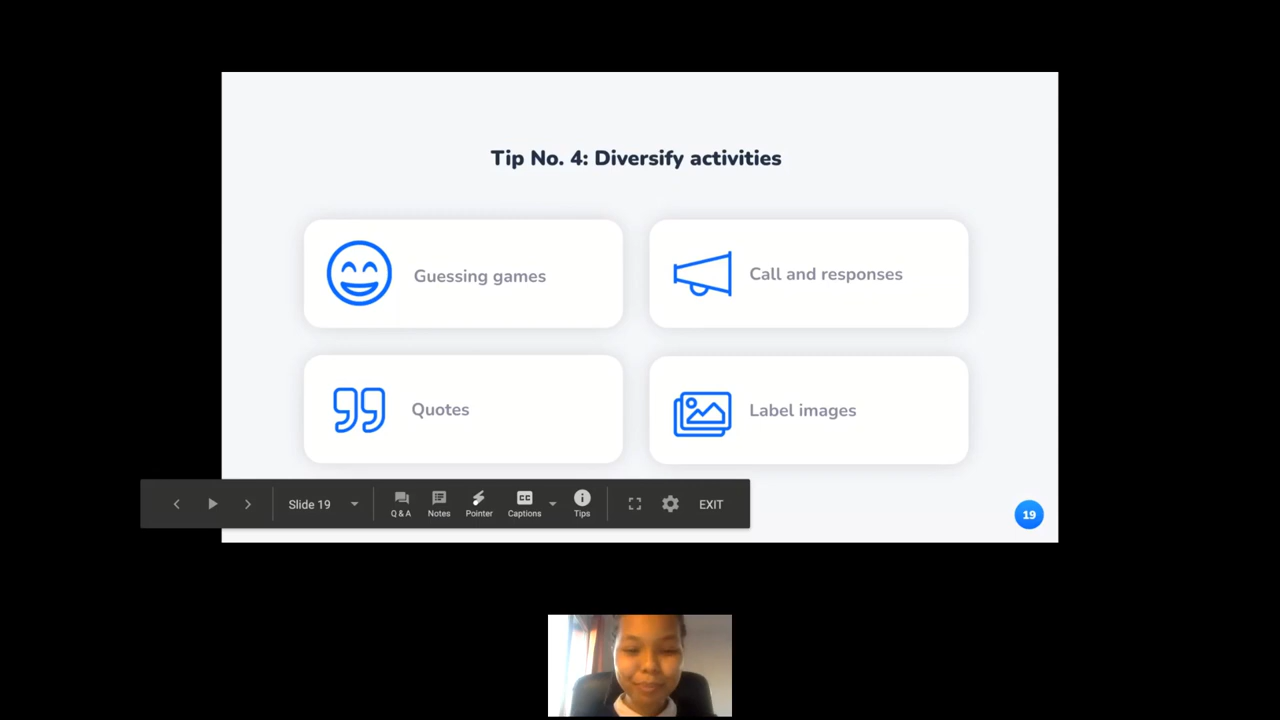 Tip No. 4: Diversify activities
Guessing games
Call and responses
Quotes
Label images
Slide 19
Q & A
Notes
Pointer
CC
Captions
Tips
EXIT
19